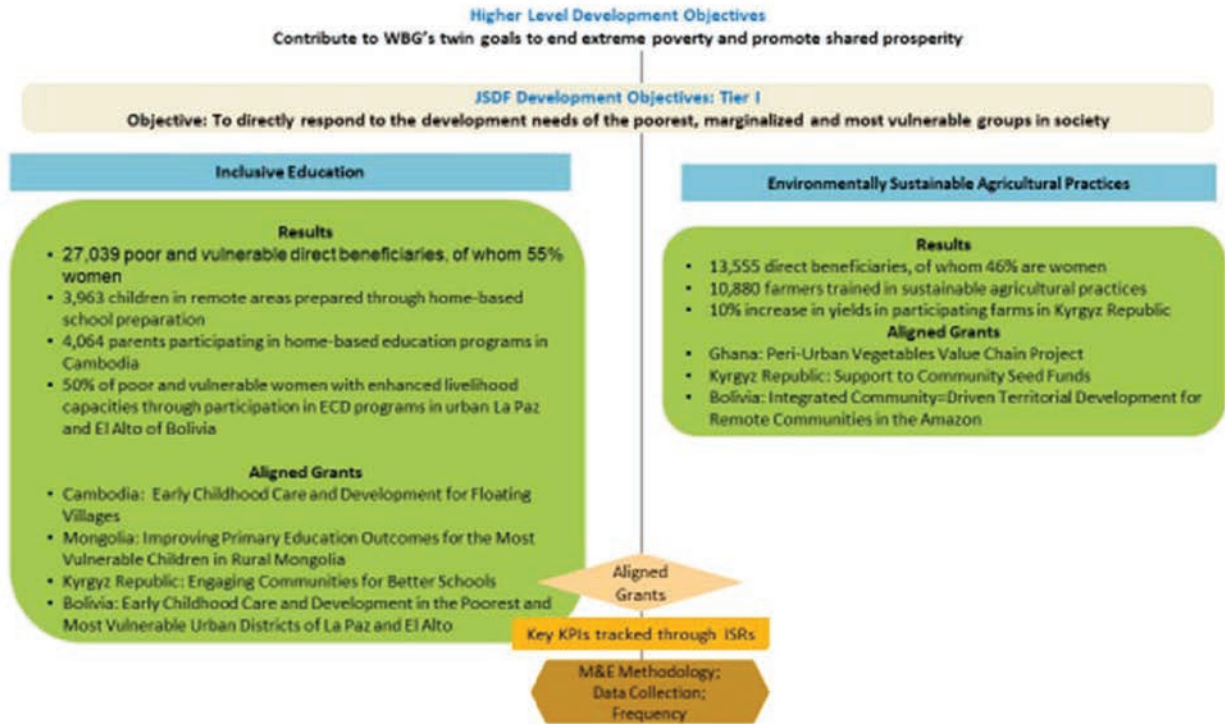 Higher Level Development Objectives
Contribute to WBG's twin goals to end extreme poverty and promote shared prosperity
JSDF Development Objectives: Tier I
Objective: To directly respond to the development needs of the poorest, marginalized and most vulnerable groups in society
Inclusive Education
Results
• 27,039 poor and vulnerable direct beneficiaries, of whom 55%
women
• 3,963 children in remote areas prepared through home-based
school preparation
• 4,064 parents participating in home-based education programs in
Cambodia
• 50% of poor and vulnerable women with enhanced livelihood
capacities through participation in ECD programs in urban La Paz
and El Alto of Bolivia
Aligned Grants
• Cambodia: Early Childhood Care and Development for Floating
Villages
• Mongolia: Improving Primary Education Outcomes for the Most
Vulnerable Children in Rural Mongolia
• Kyrgyz Republic: Engaging Communities for Better Schools
• Bolivia: Early Childhood Care and Development in the Poorest and
Most Vulnerable Urban Districts of La Paz and El Alto
Environmentally Sustainable Agricultural Practices
Results
• 13,555 direct beneficiaries, of whom 46% are women
• 10,880 farmers trained in sustainable agricultural practices
• 10% increase in yields in participating farms in Kyrgyz Republic
Aligned Grants
• Ghana: Peri-Urban Vegetables Value Chain Project
• Kyrgyz Republic: Support to Community Seed Funds
• Bolivia: Integrated Community=Driven Territorial Development for
Remote Communities in the Amazon
Aligned
Grants
Key KPIs tracked through ISRs
M&E Methodology;
Data Collection;
Frequency